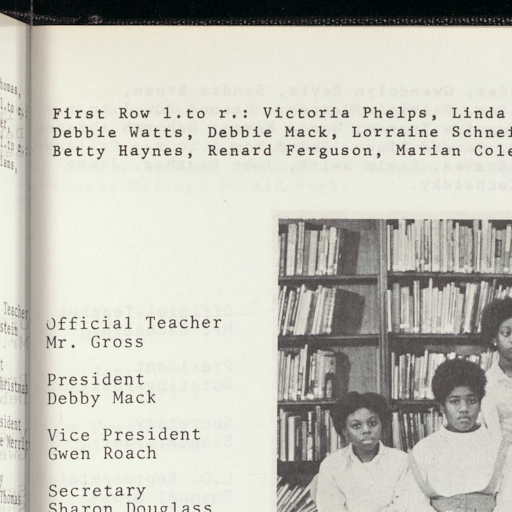 First Row l.to r.: Victoria Phelps, Linda
Debbie Watts, Debbie Mack, Lorraine Schnei
Betty Haynes, Renard Ferguson, Marian Cole
Official Teacher
Mr. Gross
President
Debby Mack
Vice President
Gwen Roach
Secretary
Sharon Douglass